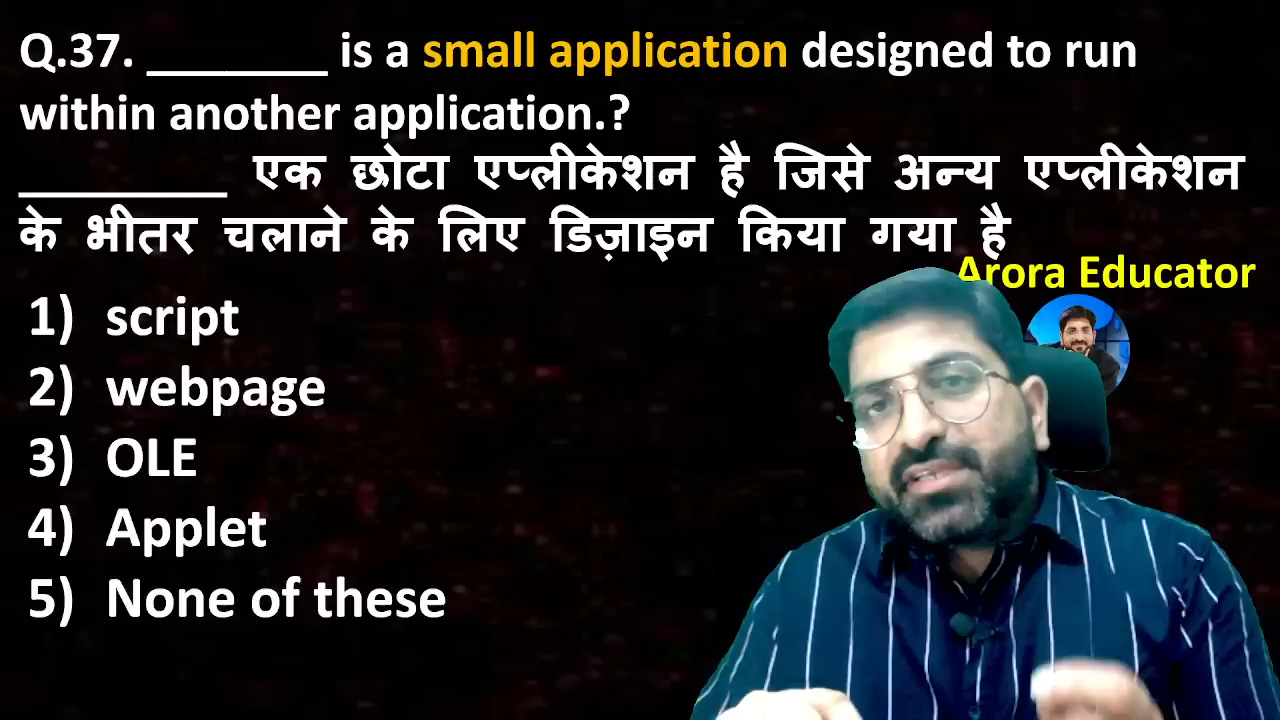 Q.37. _______ is a small application designed to run
within another application.?
________ एक छोटा एप्लीकेशन है जिसे अन्य एप्लीकेशन
के भीतर चलाने के लिए डिज़ाइन किया गया है
Arora Educator
1) script
2) webpage
3) OLE
4) Applet
5) None of these